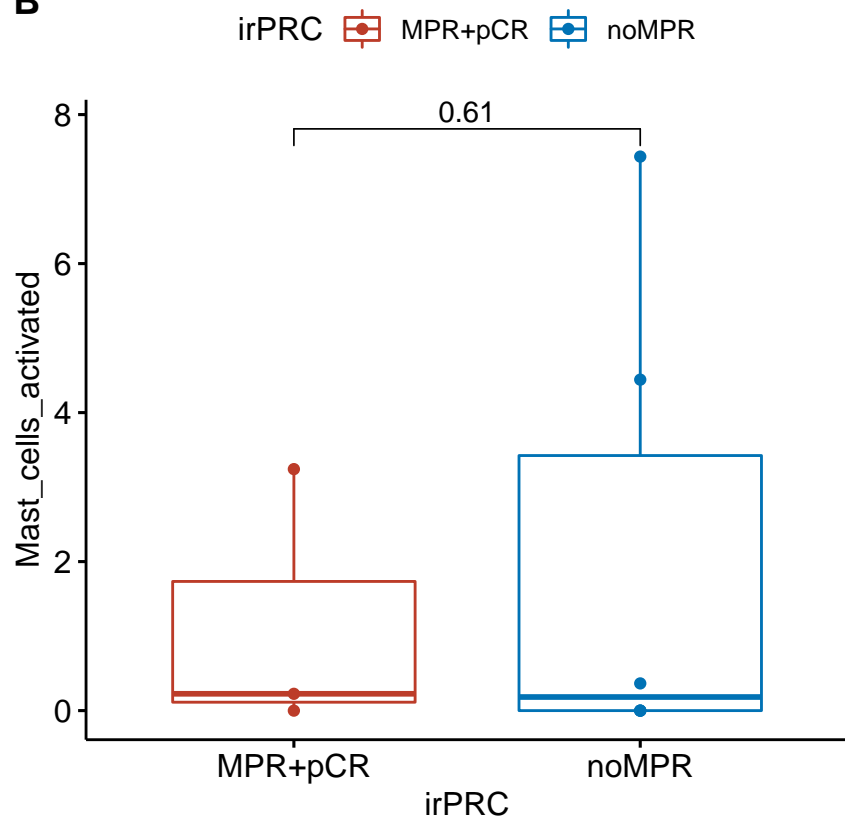 B
irPRC MPR+pCR noMPR
8
0.61
6
4
2
0
Mast_cells_activated
MPR+pCR noMPR
irPRC